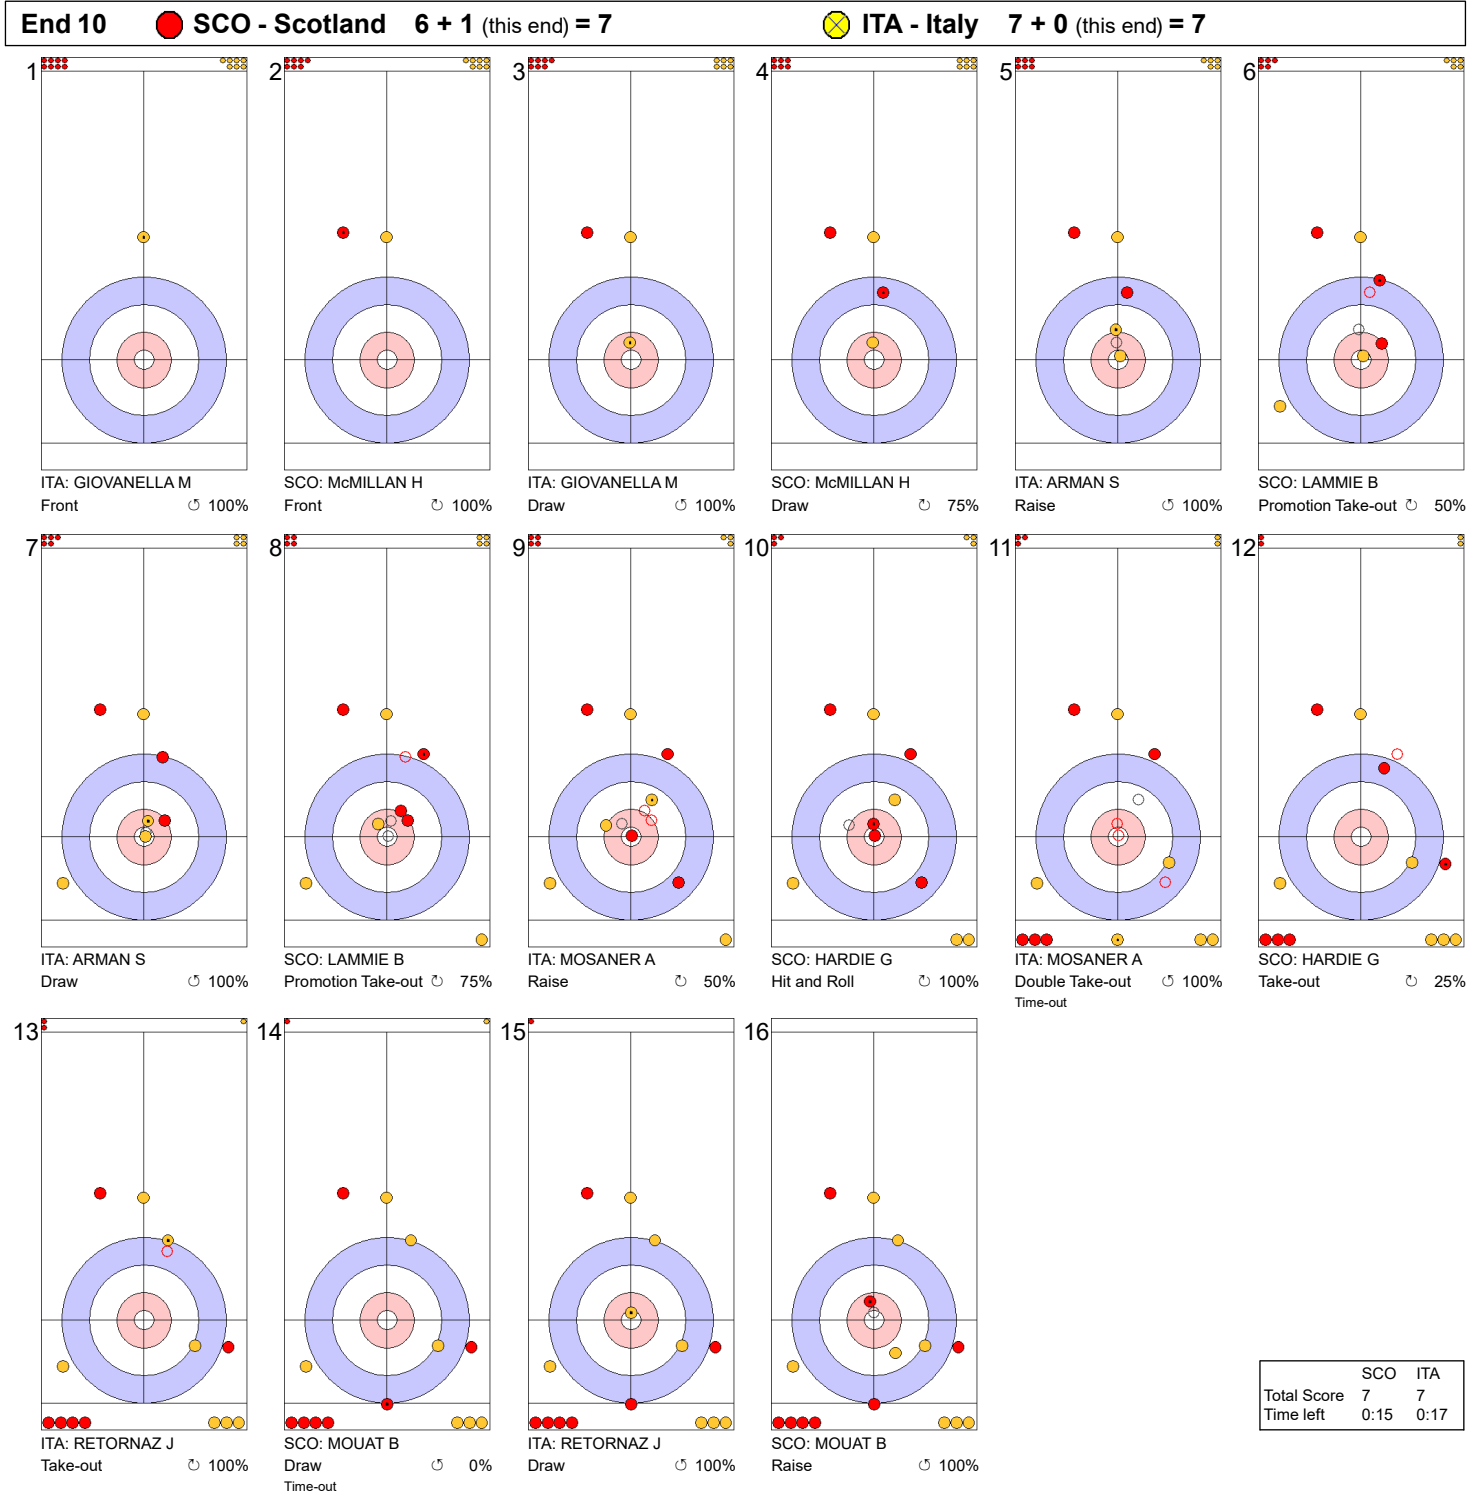 End 10 SCO - Scotland 6 + 1 (this end) = 7 ITA - Italy 7 + 0 (this end) = 7
1 2 3 4 5 6
ITA: GIOVANELLA M SCO: McMILLAN H ITA: GIOVANELLA M SCO: McMILLAN H ITA: ARMAN S SCO: LAMMIE B
Front ↺ 100% Front ↺ 100% Draw ↺ 100% Draw ↺ 75% Raise ↺ 100% Promotion Take-out ↻ 50%
7 8 9 10 11 12
ITA: ARMAN S SCO: LAMMIE B ITA: MOSANER A SCO: HARDIE G ITA: MOSANER A SCO: HARDIE G
Draw ↺ 100% Promotion Take-out ↺ 75% Raise ↻ 50% Hit and Roll ↻ 100% Double Take-out ↻ 100% Take-out ↻ 25%
Time-out
13 14 15 16
ITA: RETORNAZ J SCO: MOUAT B ITA: RETORNAZ J SCO: MOUAT B
Take-out ↺ 100% Draw ↺ 0% Draw ↺ 100% Raise ↺ 100%
Time-out
SCO ITA
Total Score 7 7
Time left 0:15 0:17